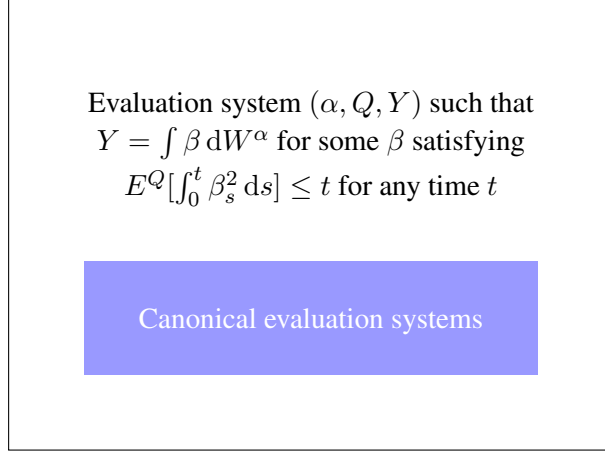 Evaluation system (α, Q, Y) such that
Y = ∫ β dW^α for some β satisfying
E^Q[∫_0^t β_s^2 ds] ≤ t for any time t
Canonical evaluation systems